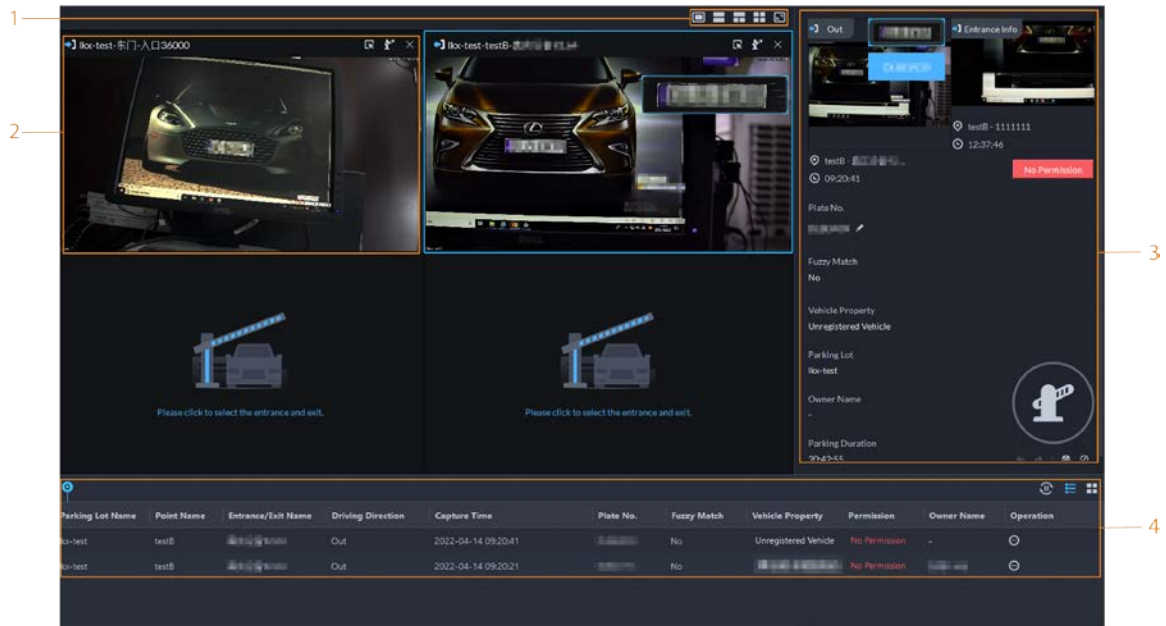 1
2
3
4
lkx-test-东门-入口36000
lkx-test-testB-
Please click to select the entrance and exit.
Please click to select the entrance and exit.
Out
Entrance Info
testB - 1111111
12:37:46
testB -
09:20:41
No Permission
Plate No.
Fuzzy Match
No
Vehicle Property
Unregistered Vehicle
Parking Lot
lkx-test
Owner Name
-
Parking Duration
20:42:55
Parking Lot Name Point Name Entrance/Exit Name Driving Direction Capture Time Plate No. Fuzzy Match Vehicle Property Permission Owner Name Operation
lkx-test testB Out 2022-04-14 09:20:41 No Unregistered Vehicle No Permission -
lkx-test testB Out 2022-04-14 09:20:21 No No Permission